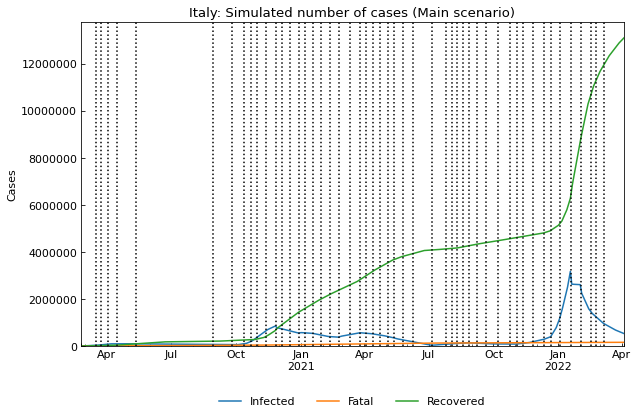 Italy: Simulated number of cases (Main scenario)
12000000
10000000
8000000
6000000
4000000
2000000
0
Cases
Apr Jul Oct Jan Apr Jul Oct Jan Apr
2021 2022
Infected Fatal Recovered